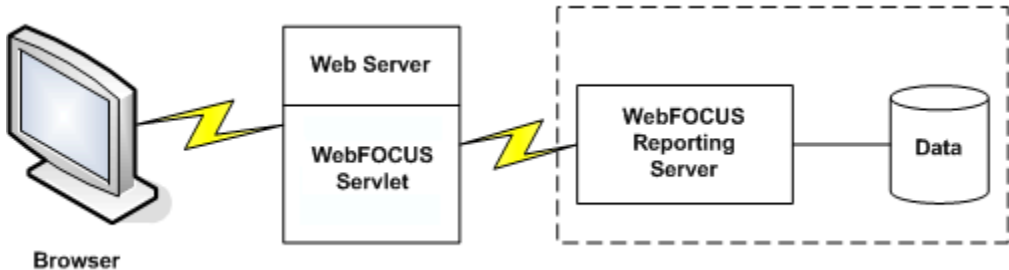 Browser
Web Server
WebFOCUS
Servlet
WebFOCUS
Reporting
Server
Data